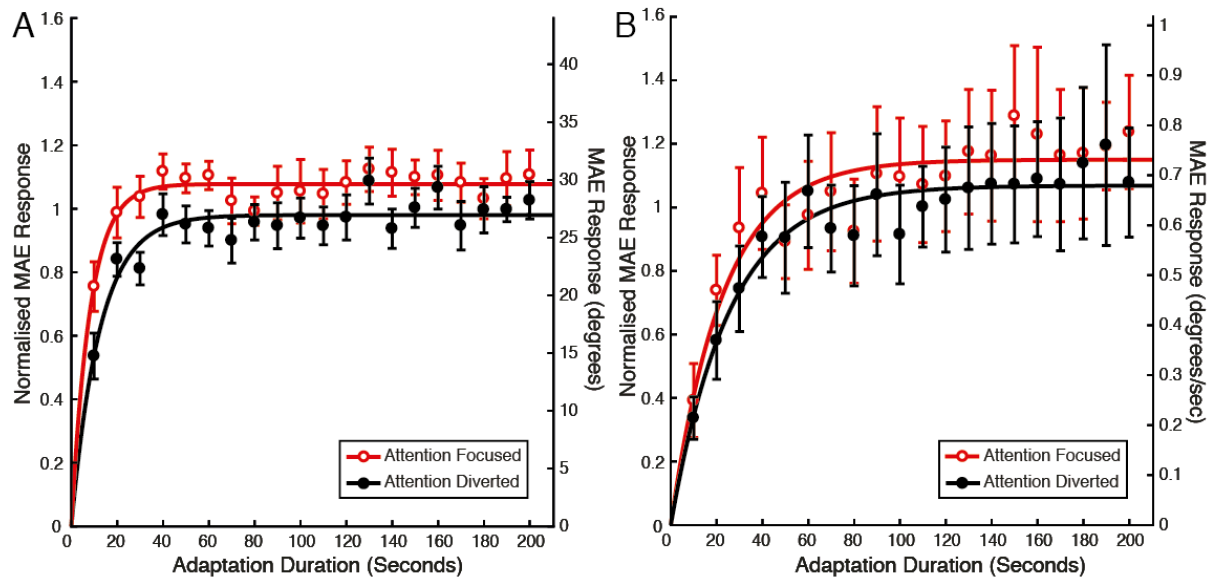 A
1.6
1.4
1.2
1
0.8
0.6
0.4
0.2
0
Normalised MAE Response
40
35
30
25
20
15
10
5
0
MAE Response (degrees)
Attention Focused
Attention Diverted
0 20 40 60 80 100 120 140 160 180 200
Adaptation Duration (Seconds)
B
1.6
1.4
1.2
1
0.8
0.6
0.4
0.2
0
Normalised MAE Response
1
0.9
0.8
0.7
0.6
0.5
0.4
0.3
0.2
0.1
0
MAE Response (degrees/sec)
Attention Focused
Attention Diverted
0 20 40 60 80 100 120 140 160 180 200
Adaptation Duration (Seconds)